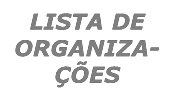 LISTA DE
ORGANIZA-
ÇÕES